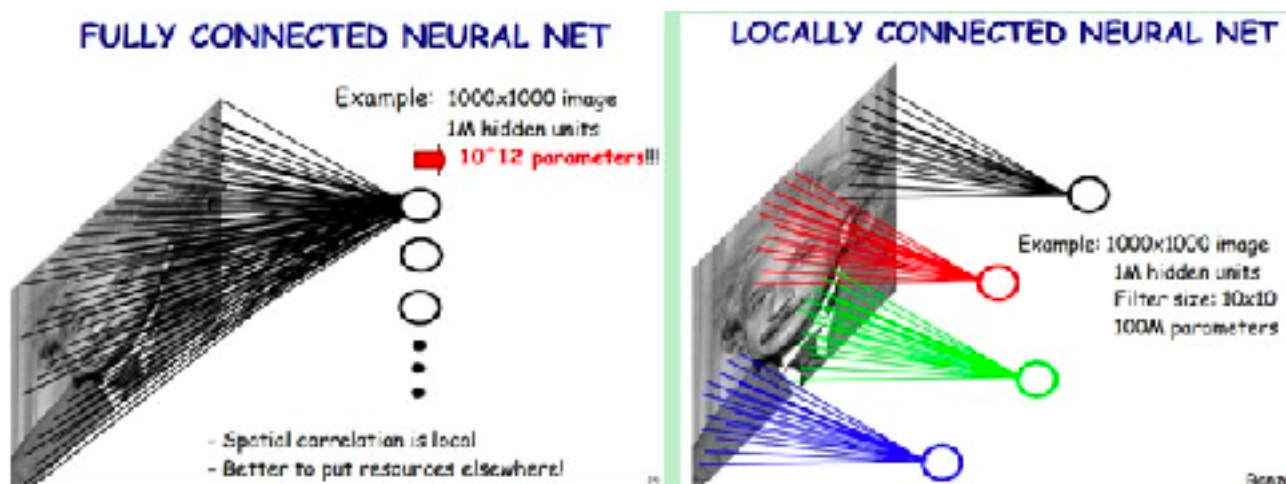 FULLY CONNECTED NEURAL NET
Example: 1000x1000 image
1M hidden units
10^12 parameters!!!
- Spatial correlation is local
- Better to put resources elsewhere!
LOCALLY CONNECTED NEURAL NET
Example: 1000x1000 image
1M hidden units
Filter size: 10x10
100M parameters